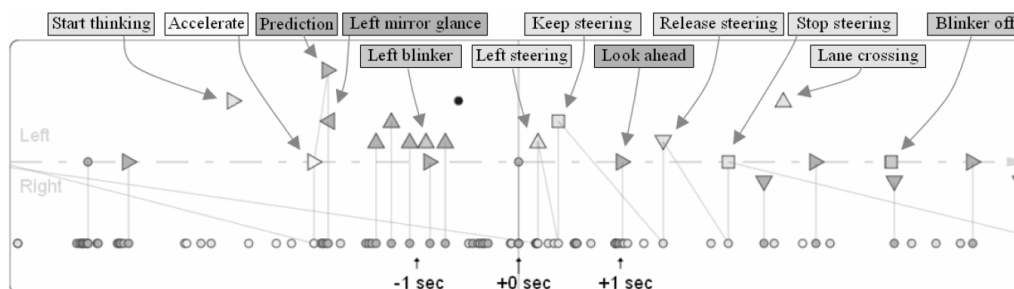 Start thinking
Accelerate
Prediction
Left mirror glance
Keep steering
Release steering
Stop steering
Blinker off
Left blinker
Left steering
Look ahead
Lane crossing
Left
Right
-1 sec
+0 sec
+1 sec